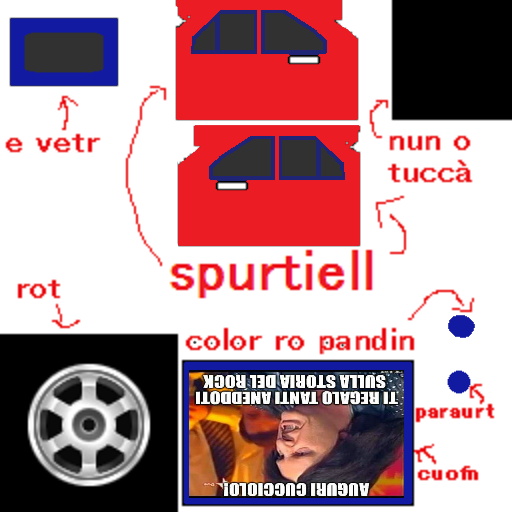 e vetr
nun o
tuccà
spurtiell
rot
color ro pandin
paraurt
cuofn
TI REGALO TANTI ANEDDOTI
SULLA STORIA DEL ROCK
AUGURI CUCCIOLO!